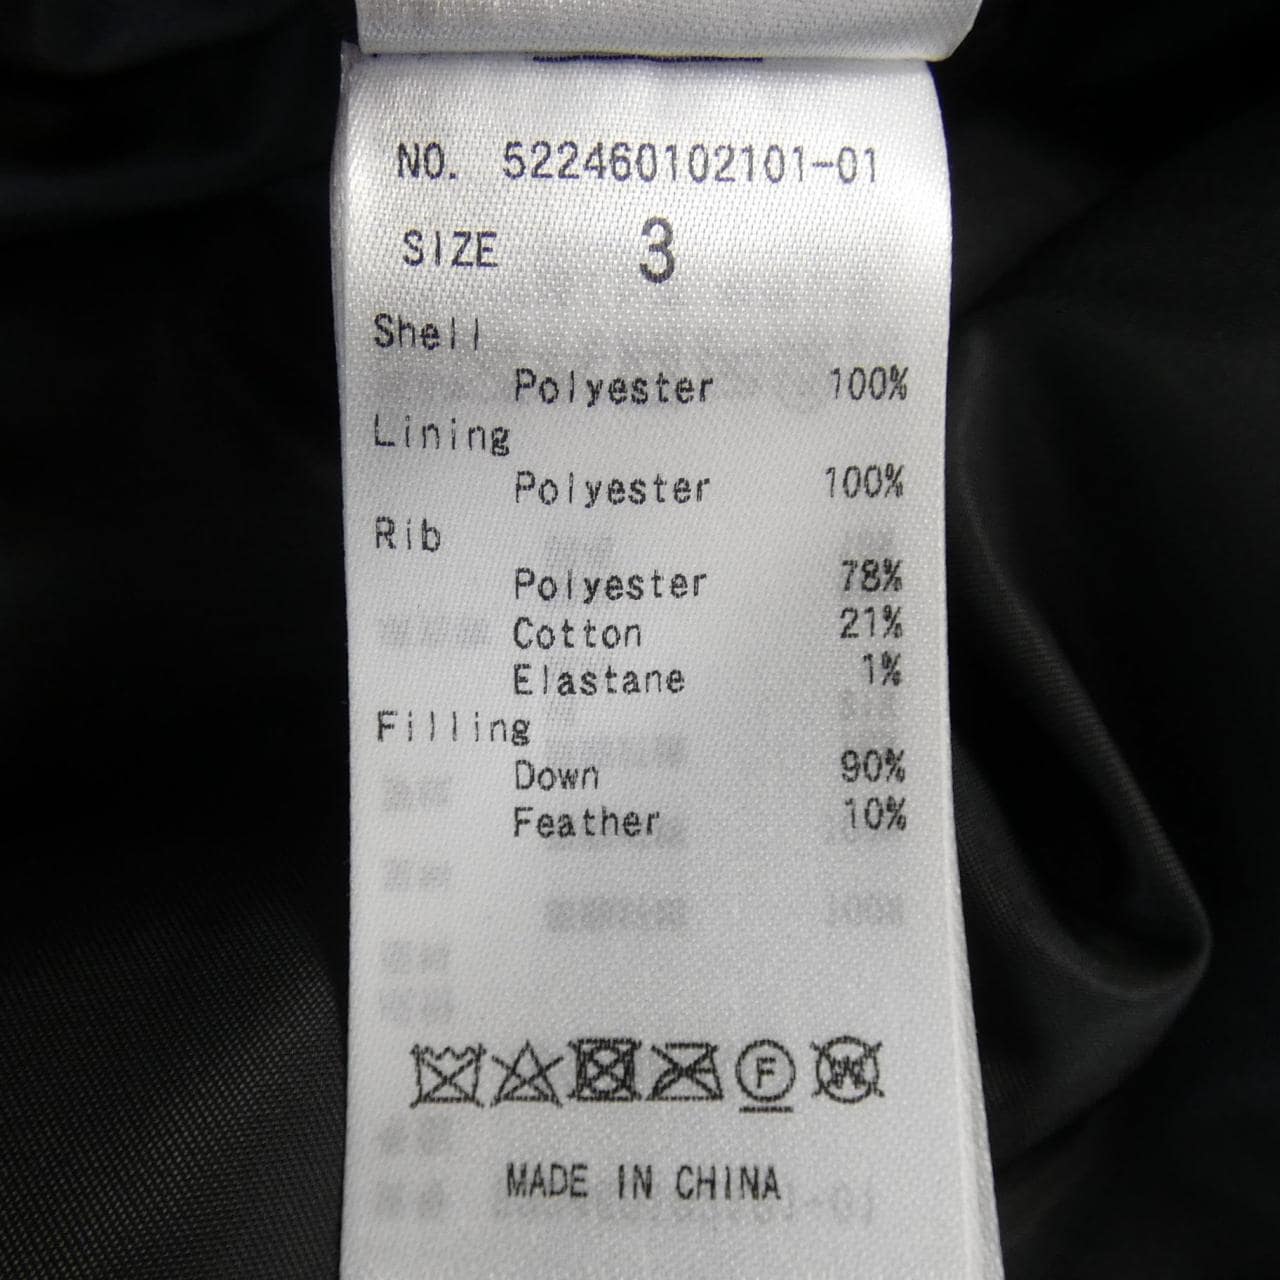 NO. 522460102101-01
SIZE 3
Shell
Polyester 100%
Lining
Polyester 100%
Rib
Polyester 78%
Cotton 21%
Elastane 1%
Filling
Down 90%
Feather 10%
F W
MADE IN CHINA